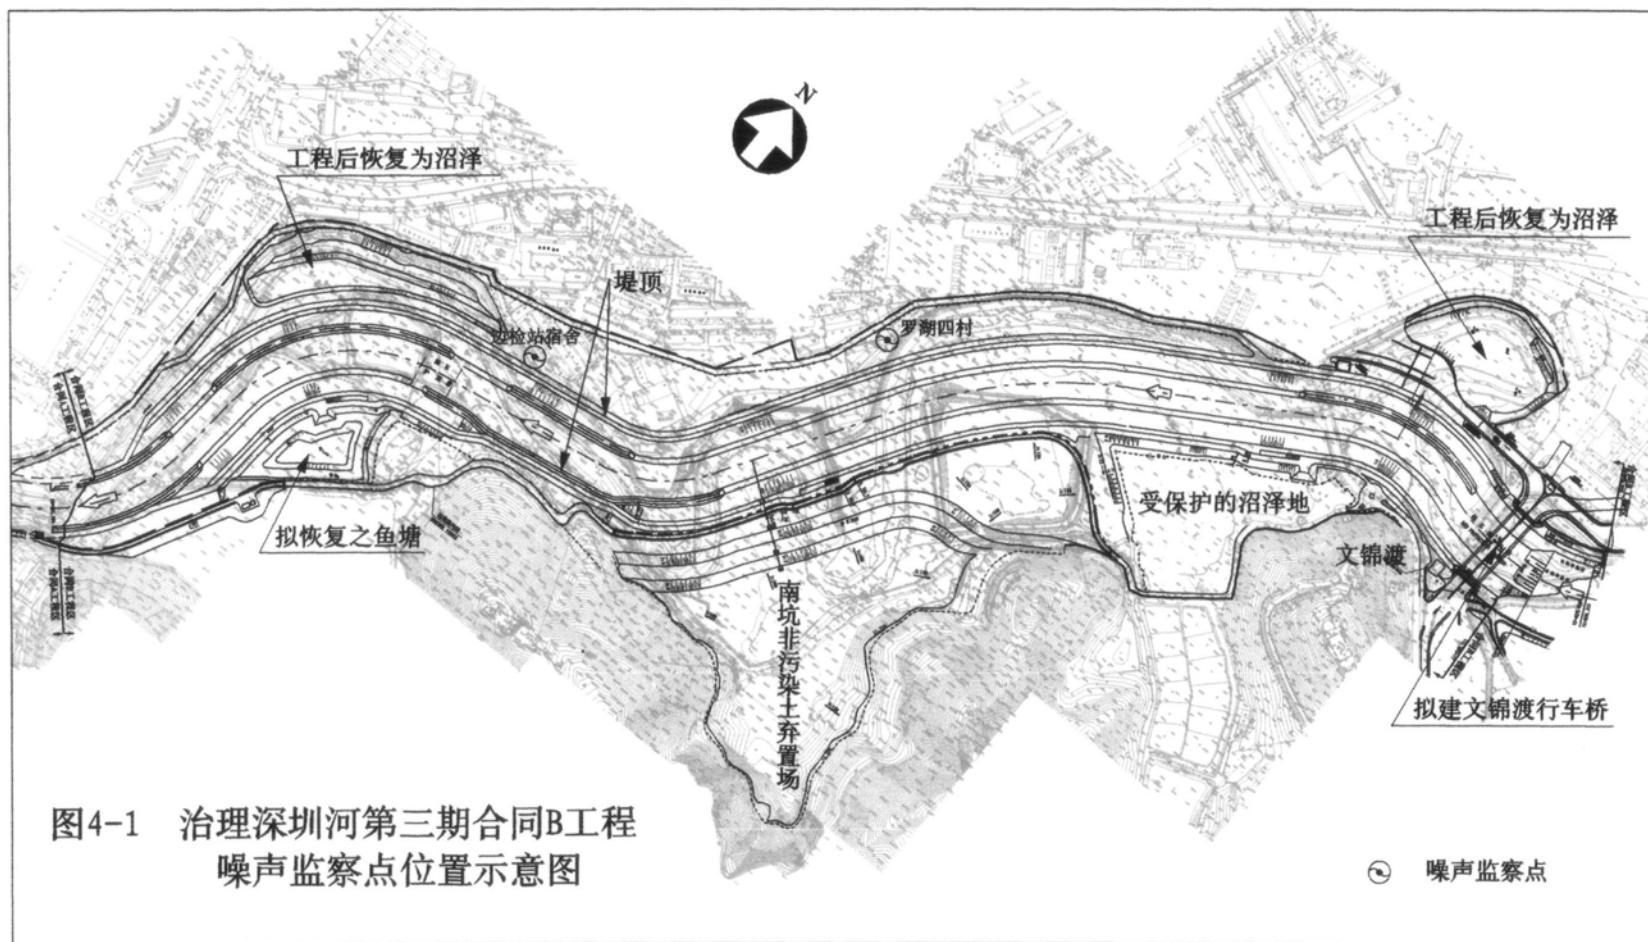 N
工程后恢复为沼泽
工程后恢复为沼泽
堤顶
边检站宿舍
罗湖四村
受保护的沼泽地
拟恢复之鱼塘
文锦渡
南坑非污染土弃置场
拟建文锦渡行车桥
图4-1 治理深圳河第三期合同B工程
噪声监察点位置示意图
噪声监察点